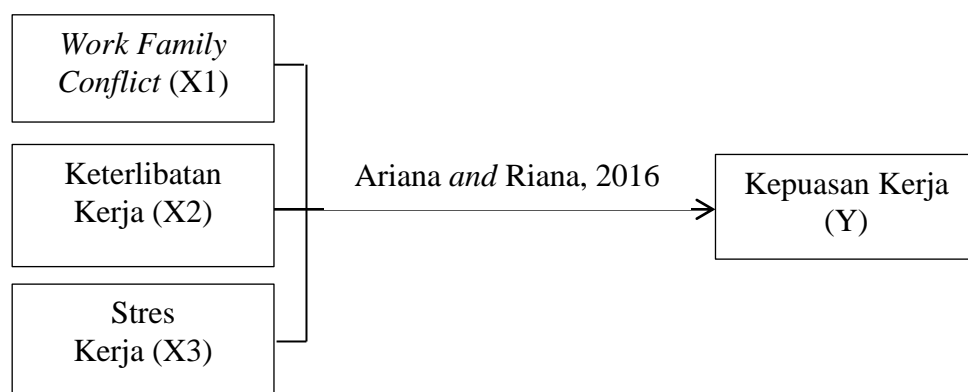 Work Family
Conflict (X1)
Keterlibatan
Kerja (X2)
Stres
Kerja (X3)
Ariana and Riana, 2016
Kepuasan Kerja
(Y)